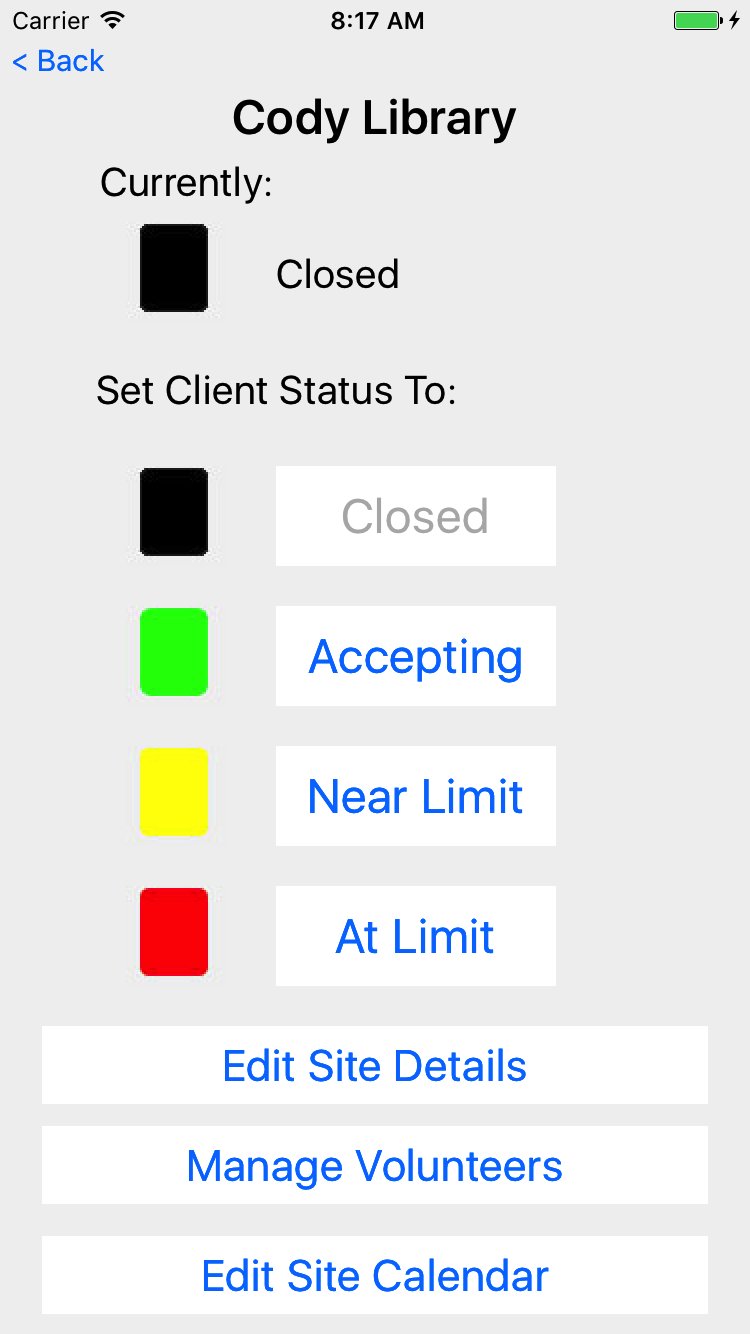 Carrier 8:17 AM
< Back
Cody Library
Currently:
Closed
Set Client Status To:
Closed
Accepting
Near Limit
At Limit
Edit Site Details
Manage Volunteers
Edit Site Calendar